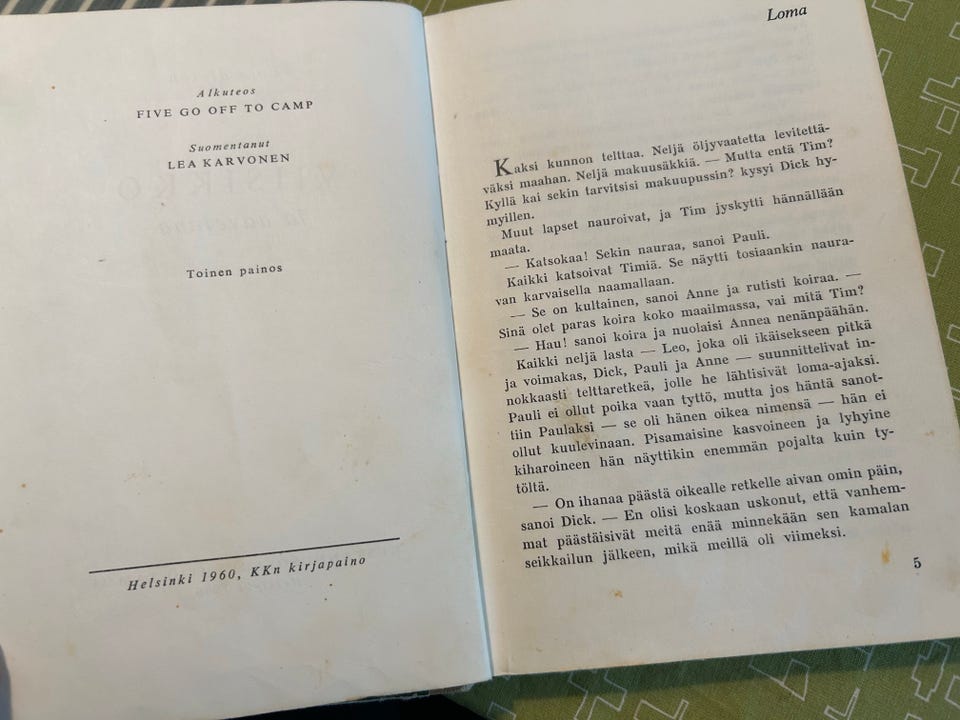 Alkuteos
FIVE GO OFF TO CAMP
Suomentanut
LEA KARVONEN
Toinen painos
Helsinki 1960, KKn kirjapaino
Loma
Kaksi kunnon telttaa. Neljä öljyvaatetta levitettä-
väksi maahan. Neljä makuusäkkiä. — Mutta entä Tim?
Kyllä kai sekin tarvitsisi makuupussin? kysyi Dick hy-
myillen.
Muut lapset nauroivat, ja Tim jyskytti hännällään
maata.
— Katsokaa! Sekin nauraa, sanoi Pauli.
Kaikki katsoivat Timiä. Se näytti tosiaankin naura-
van karvaisella naamallaan.
— Se on kultainen, sanoi Anne ja rutisti koiraa. —
Sinä olet paras koira koko maailmassa, vai mitä Tim?
— Hau! sanoi koira ja nuolaisi Annea nenänpäähän.
Kaikki neljä lasta — Leo, joka oli ikäisekseen pitkä
ja voimakas, Dick, Pauli ja Anne — suunnittelivat in-
nokkaasti telttaretkeä, jolle he lähtisivät loma-ajaksi.
Pauli ei ollut poika vaan tyttö, mutta jos häntä sanot-
tiin Paulaksi — se oli hänen oikea nimensä — hän ei
ollut kuulevinaan. Pisamaisine kasvoineen ja lyhyine
kiharoineen hän näyttikin enemmän pojalta kuin ty-
töltä.
— On ihanaa päästä oikealle retkelle aivan omin päin,
sanoi Dick. — En olisi koskaan uskonut, että vanhem-
mat päästäisivät meitä enää minnekään sen kamalan
seikkailun jälkeen, mikä meillä oli viimeksi.
5